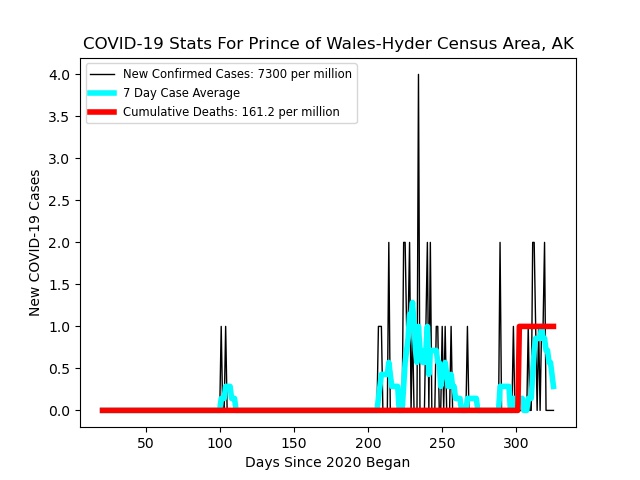 COVID-19 Stats For Prince of Wales-Hyder Census Area, AK
New Confirmed Cases: 7300 per million
7 Day Case Average
Cumulative Deaths: 161.2 per million
New COVID-19 Cases
4.0
3.5
3.0
2.5
2.0
1.5
1.0
0.5
0.0
50 100 150 200 250 300
Days Since 2020 Began